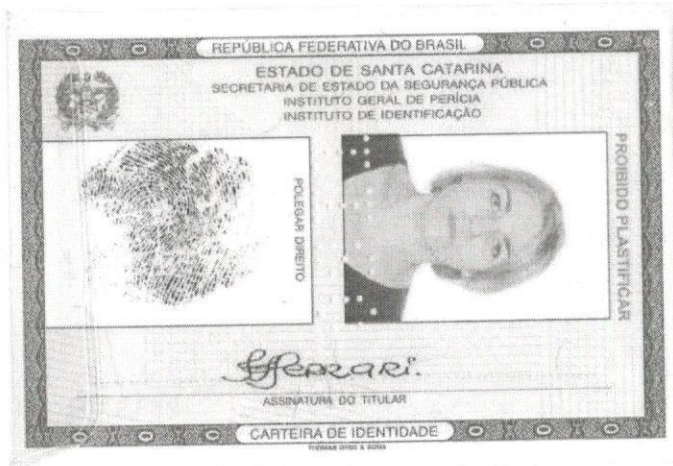 REPÚBLICA FEDERATIVA DO BRASIL
ESTADO DE SANTA CATARINA
SECRETARIA DE ESTADO DA SEGURANÇA PÚBLICA
INSTITUTO GERAL DE PERÍCIA
INSTITUTO DE IDENTIFICAÇÃO
POLEGAR DIREITO
PROIBIDO PLASTIFICAR
ASSINATURA DO TITULAR
CARTEIRA DE IDENTIDADE